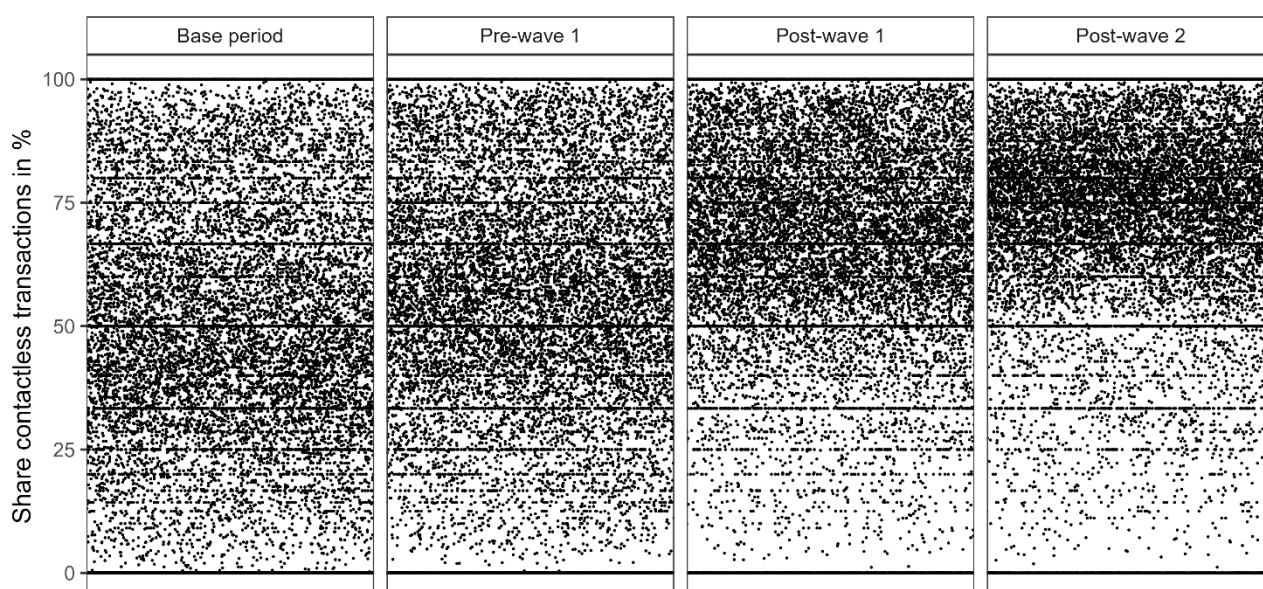 Base period
Pre-wave 1
Post-wave 1
Post-wave 2
Share contactless transactions in %
100
75
50
25
0